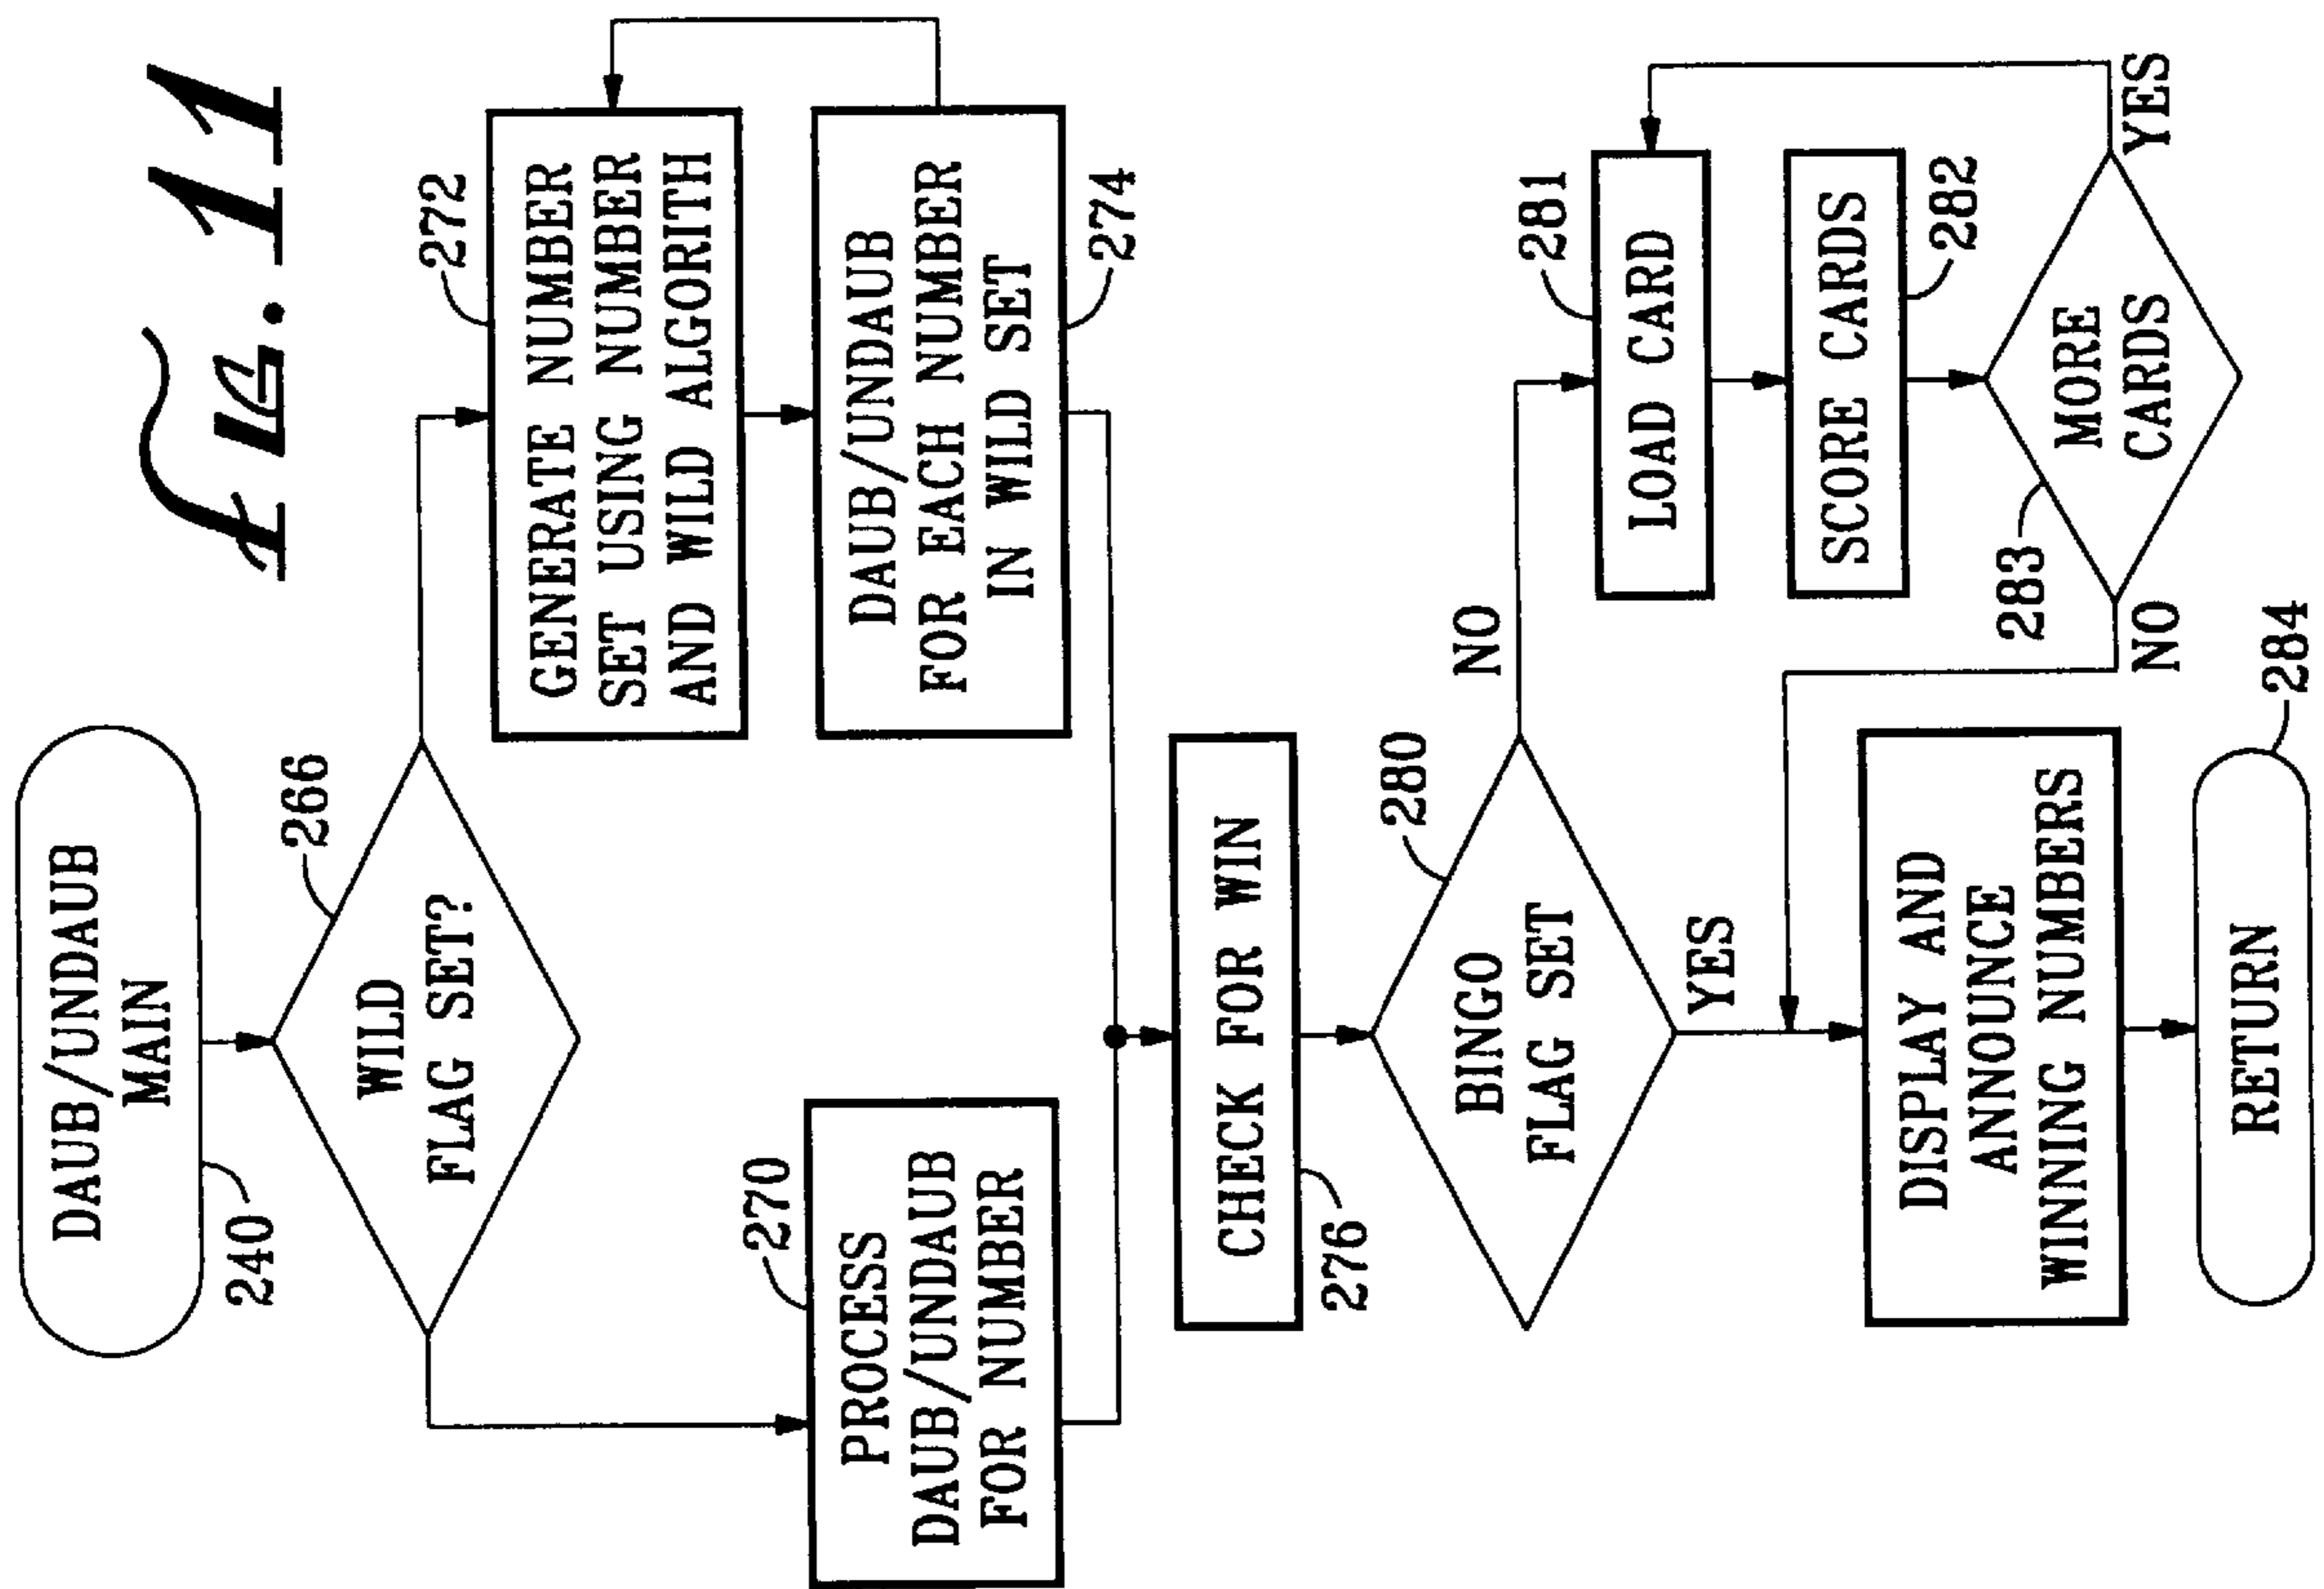 Fig. 11
DAUB/UNDAUB
MAIN
240
WILD
FLAG SET?
266
272
GENERATE NUMBER
SET USING NUMBER
AND WILD ALGORITH
PROCESS
DAUB/UNDAUB
FOR NUMBER
270
DAUB/UNDAUB
FOR EACH NUMBER
IN WILD SET
274
CHECK FOR WIN
276
BINGO
FLAG SET
280
NO
YES
281
LOAD CARD
SCORE CARDS
282
MORE
CARDS
283
YES
NO
DISPLAY AND
ANNOUNCE
WINNING NUMBERS
RETURN
284